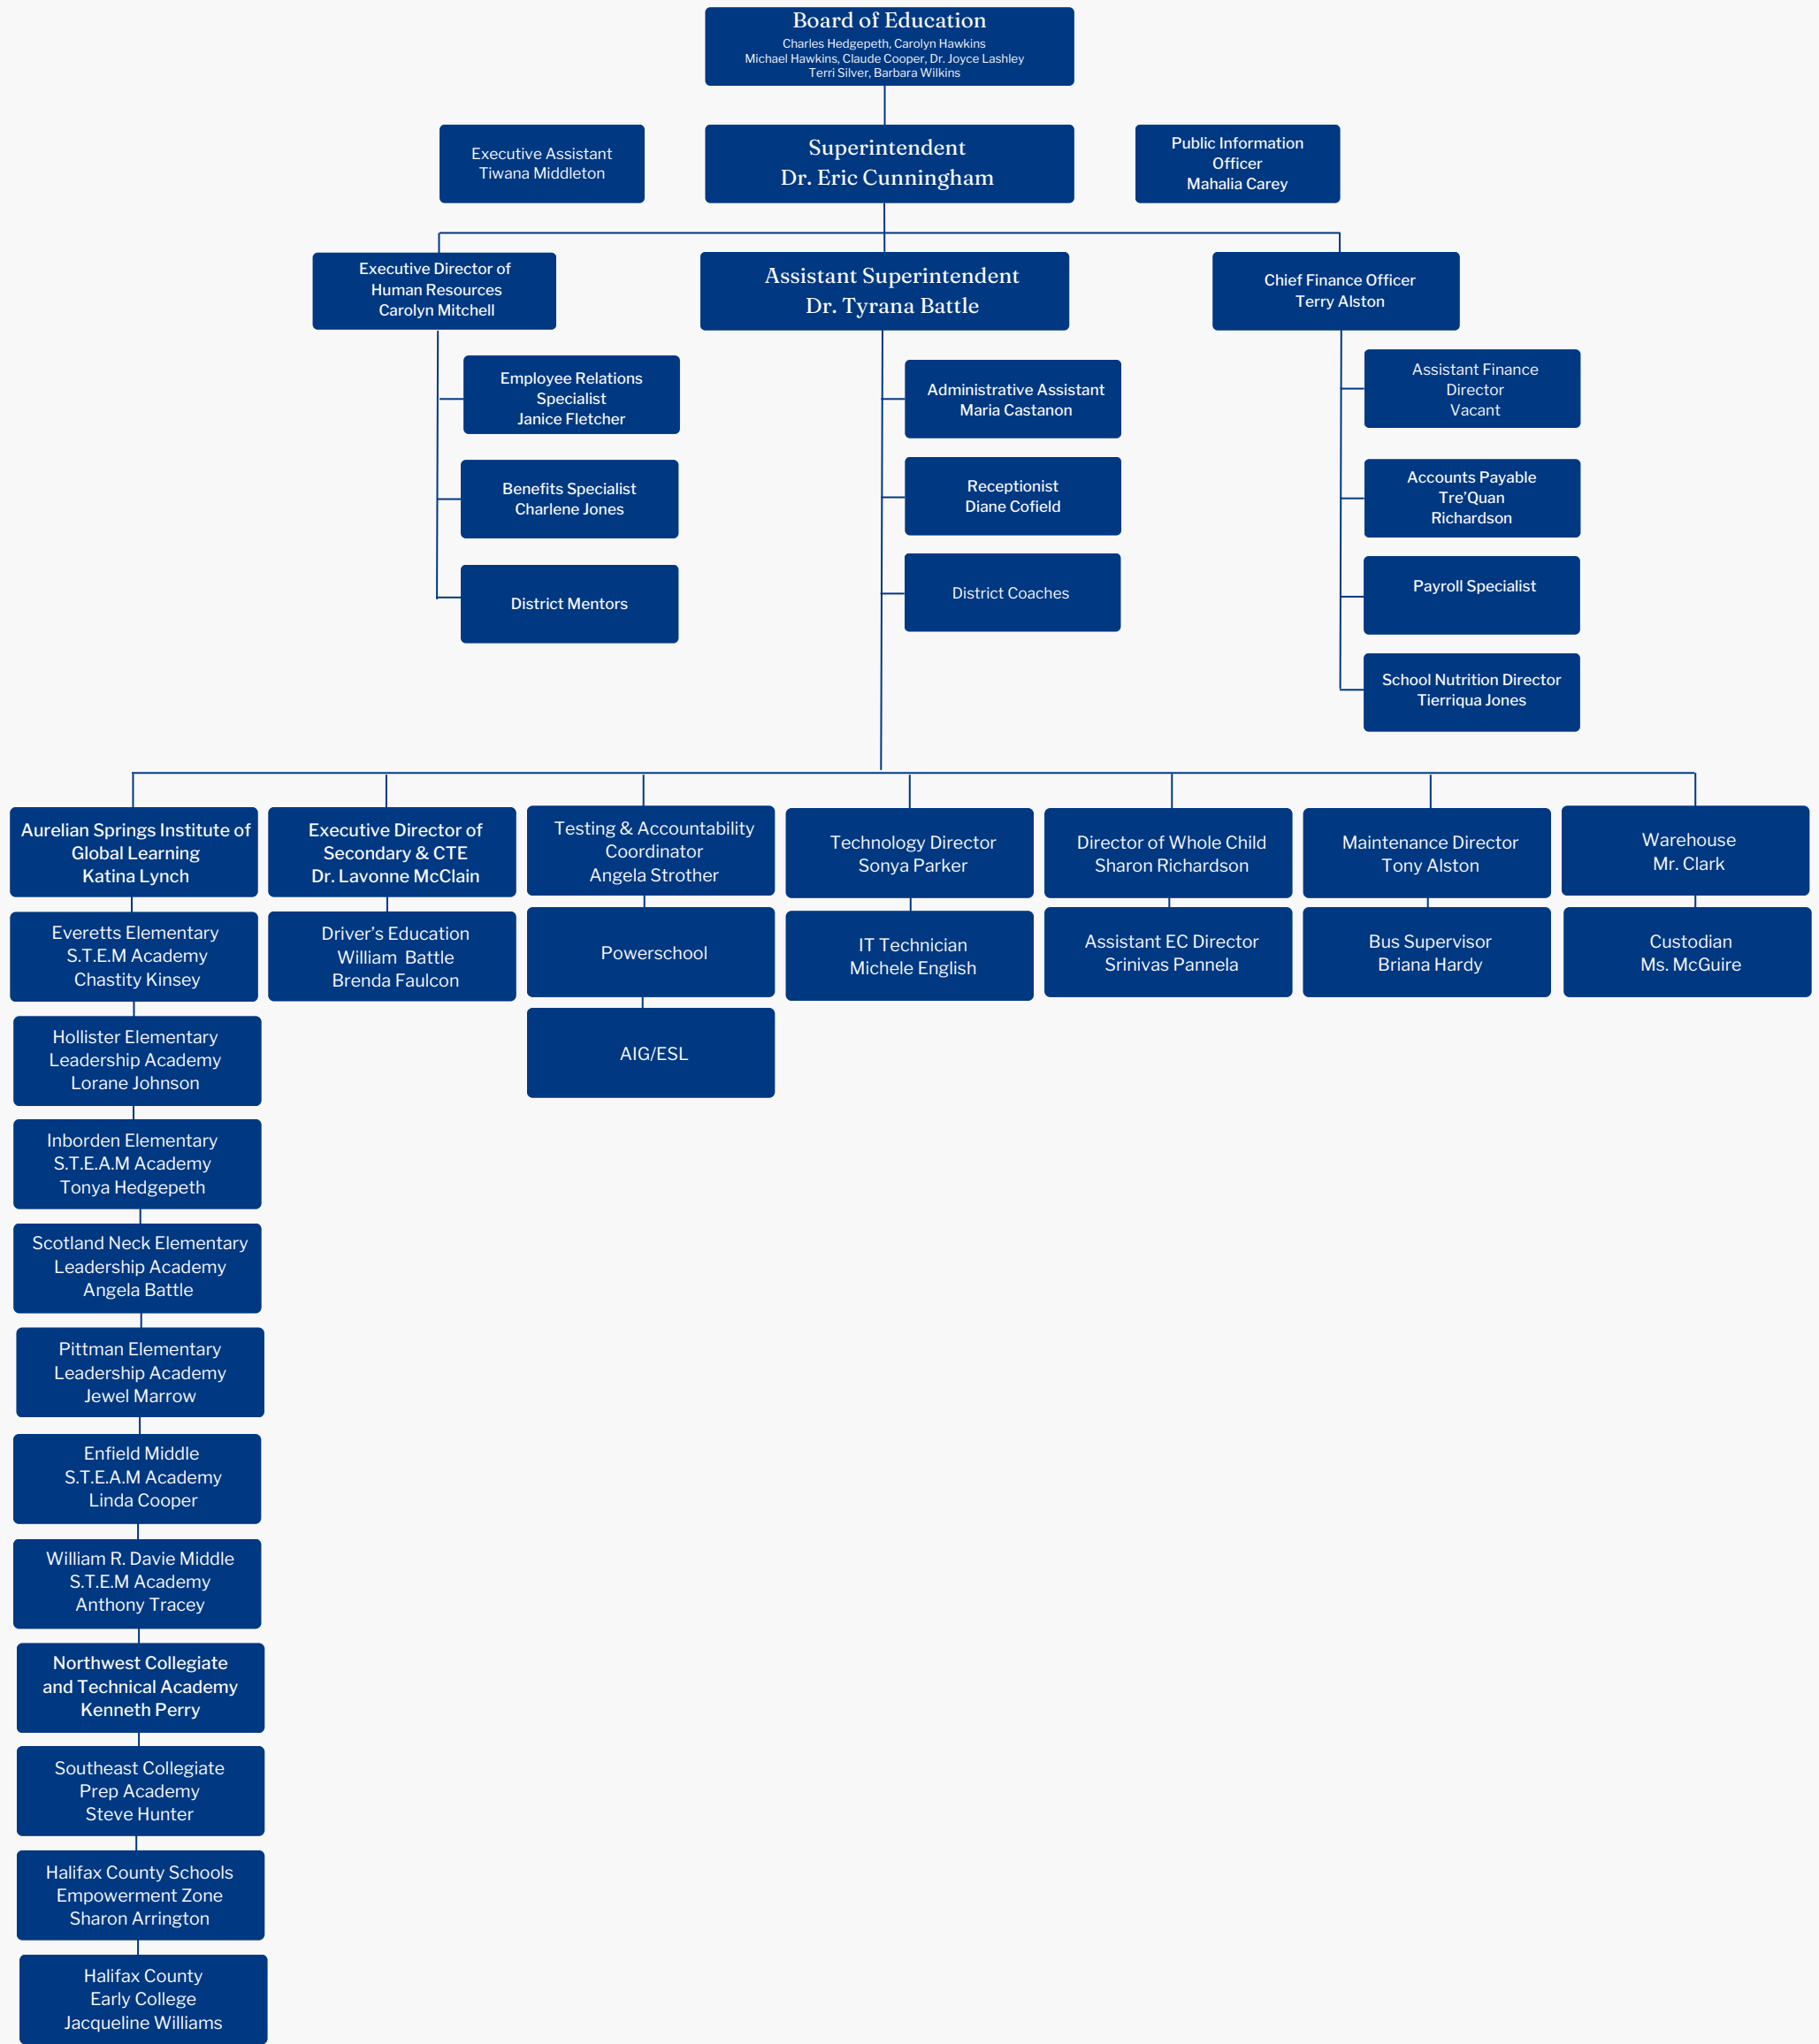 Board of Education
Charles Hedgepeth, Carolyn Hawkins
Michael Hawkins, Claude Cooper, Dr. Joyce Lashley
Terri Silver, Barbara Wilkins
Executive Assistant
Tiwana Middleton
Superintendent
Dr. Eric Cunningham
Public Information
Officer
Mahalia Carey
Executive Director of
Human Resources
Carolyn Mitchell
Assistant Superintendent
Dr. Tyrana Battle
Chief Finance Officer
Terry Alston
Employee Relations
Specialist
Janice Fletcher
Benefits Specialist
Charlene Jones
District Mentors
Administrative Assistant
Maria Castanon
Receptionist
Diane Cofield
District Coaches
Assistant Finance
Director
Vacant
Accounts Payable
Tre’Quan
Richardson
Payroll Specialist
School Nutrition Director
Tierriqua Jones
Aurelian Springs Institute of
Global Learning
Katina Lynch
Everetts Elementary
S.T.E.M Academy
Chastity Kinsey
Hollister Elementary
Leadership Academy
Lorane Johnson
Inborden Elementary
S.T.E.A.M Academy
Tonya Hedgepeth
Scotland Neck Elementary
Leadership Academy
Angela Battle
Pittman Elementary
Leadership Academy
Jewel Marrow
Enfield Middle
S.T.E.A.M Academy
Linda Cooper
William R. Davie Middle
S.T.E.M Academy
Anthony Tracey
Northwest Collegiate
and Technical Academy
Kenneth Perry
Southeast Collegiate
Prep Academy
Steve Hunter
Halifax County Schools
Empowerment Zone
Sharon Arrington
Halifax County
Early College
Jacqueline Williams
Executive Director of
Secondary & CTE
Dr. Lavonne McClain
Driver’s Education
William Battle
Brenda Faulcon
Testing & Accountability
Coordinator
Angela Strother
Powerschool
AIG/ESL
Technology Director
Sonya Parker
IT Technician
Michele English
Director of Whole Child
Sharon Richardson
Assistant EC Director
Srinivas Pannela
Maintenance Director
Tony Alston
Bus Supervisor
Briana Hardy
Warehouse
Mr. Clark
Custodian
Ms. McGuire